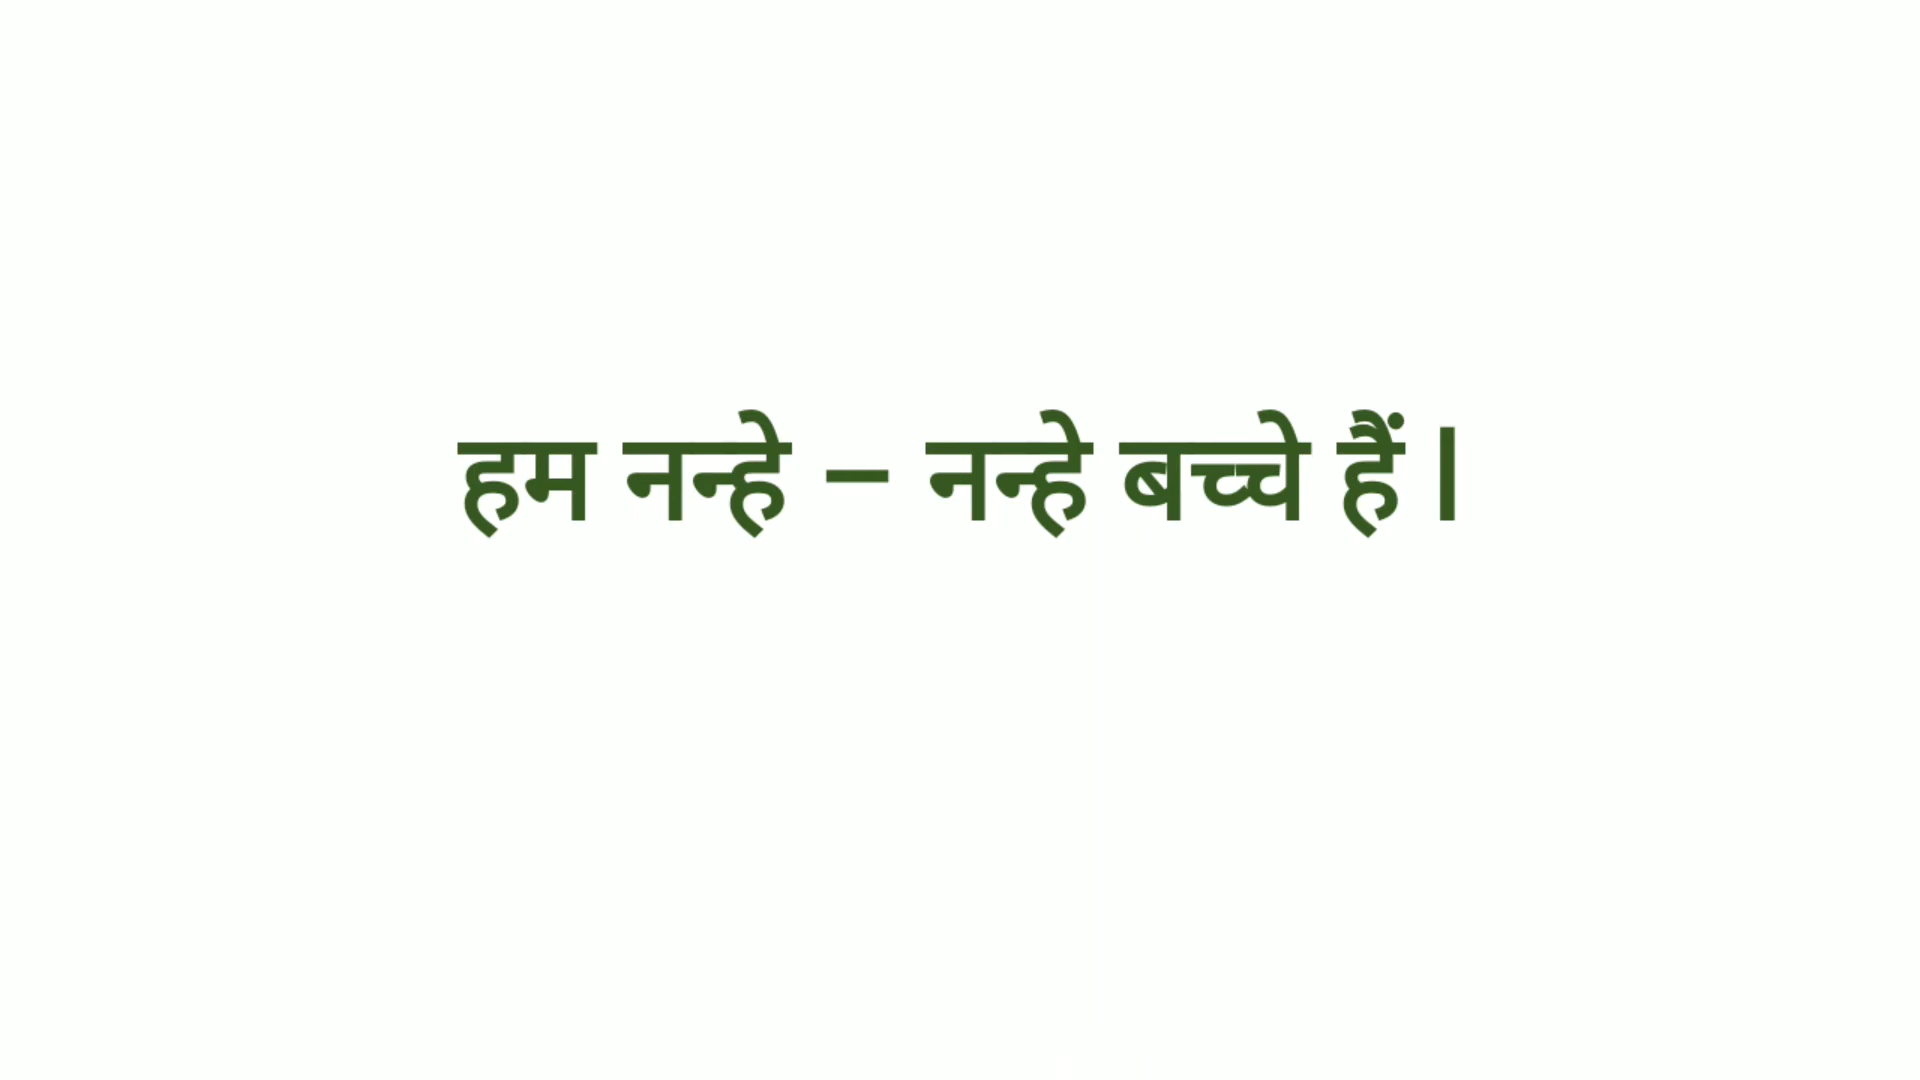 हम नन्हे – नन्हे बच्चे हैं |